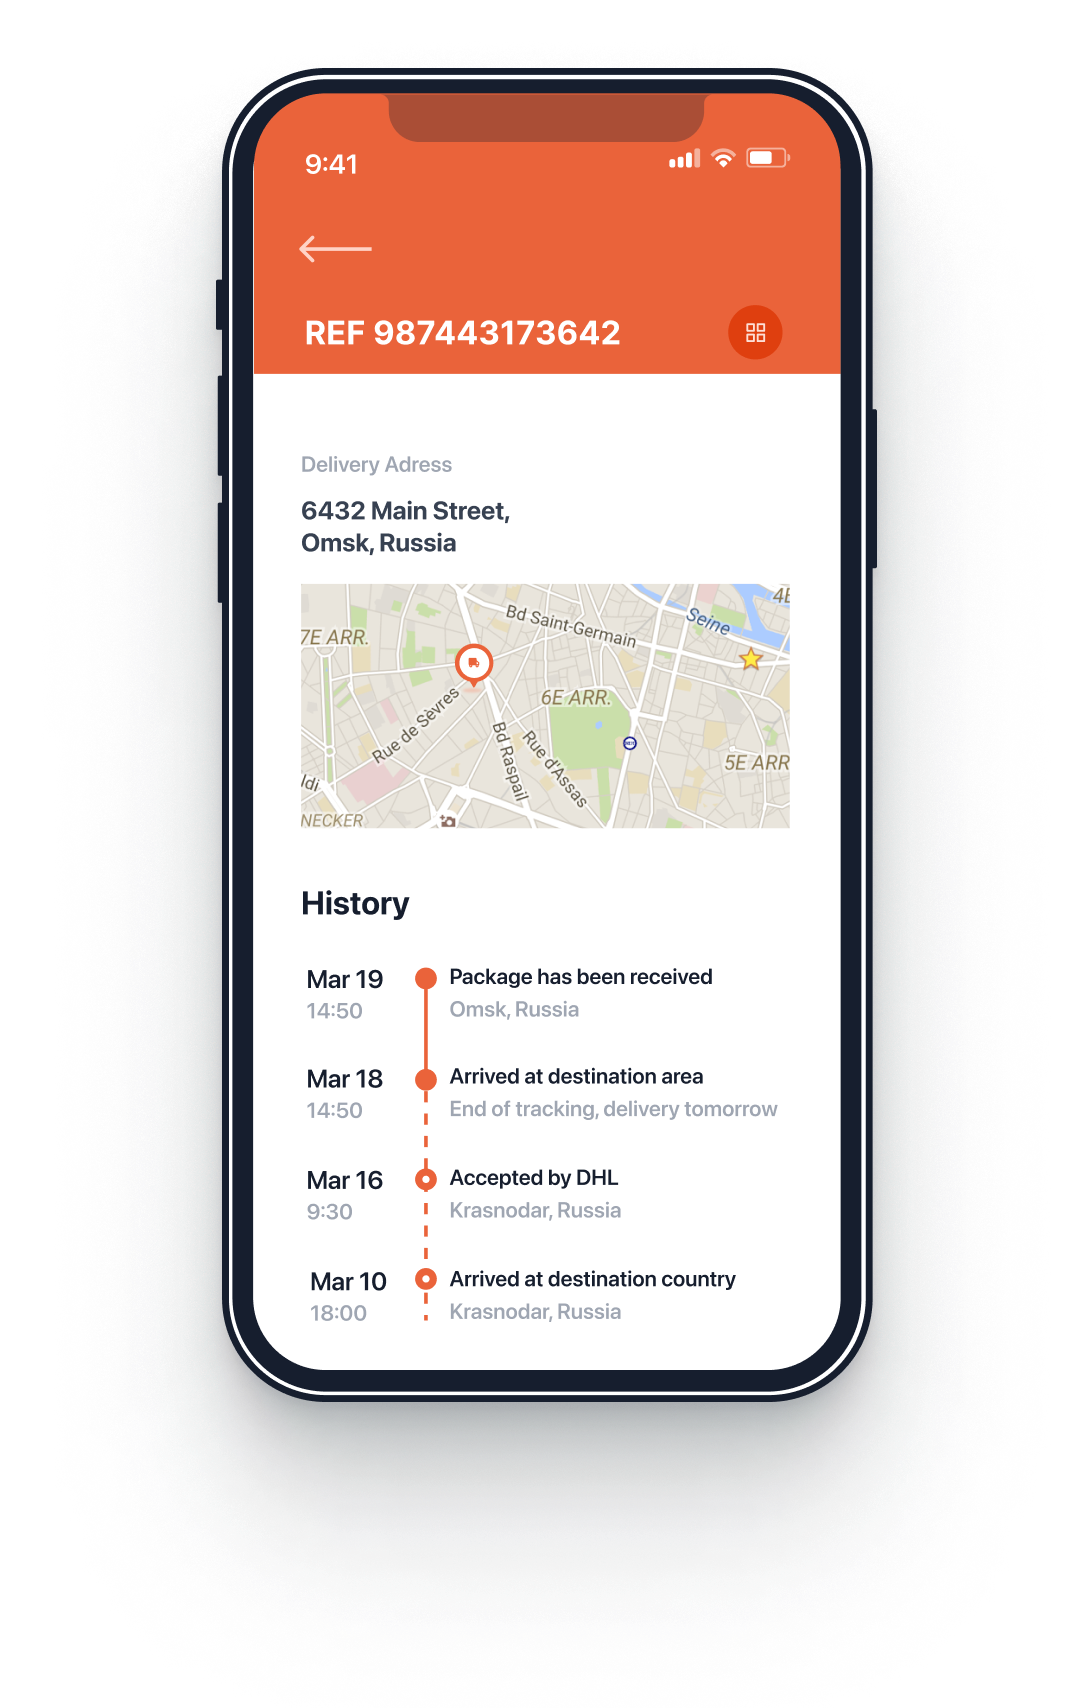 9:41
REF 987443173642
Delivery Adress
6432 Main Street,
Omsk, Russia
7E ARR.
Bd Saint-Germain
Seine
4E
Rue de Sèvres
6E ARR.
Bd Raspail
Rue d'Assas
5E ARR
ldi
NECKER
History
Mar 19
14:50
Package has been received
Omsk, Russia
Mar 18
14:50
Arrived at destination area
End of tracking, delivery tomorrow
Mar 16
9:30
Accepted by DHL
Krasnodar, Russia
Mar 10
18:00
Arrived at destination country
Krasnodar, Russia